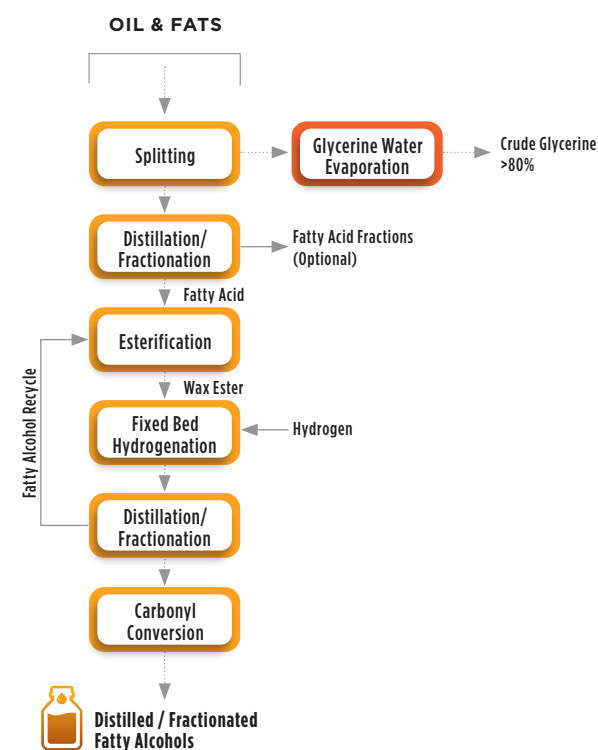 OIL & FATS
Splitting
Glycerine Water
Evaporation
Crude Glycerine
>80%
Distillation/
Fractionation
Fatty Acid Fractions
(Optional)
Fatty Acid
Esterification
Fatty Alcohol Recycle
Wax Ester
Fixed Bed
Hydrogenation
Hydrogen
Distillation/
Fractionation
Carbonyl
Conversion
Distilled / Fractionated
Fatty Alcohols